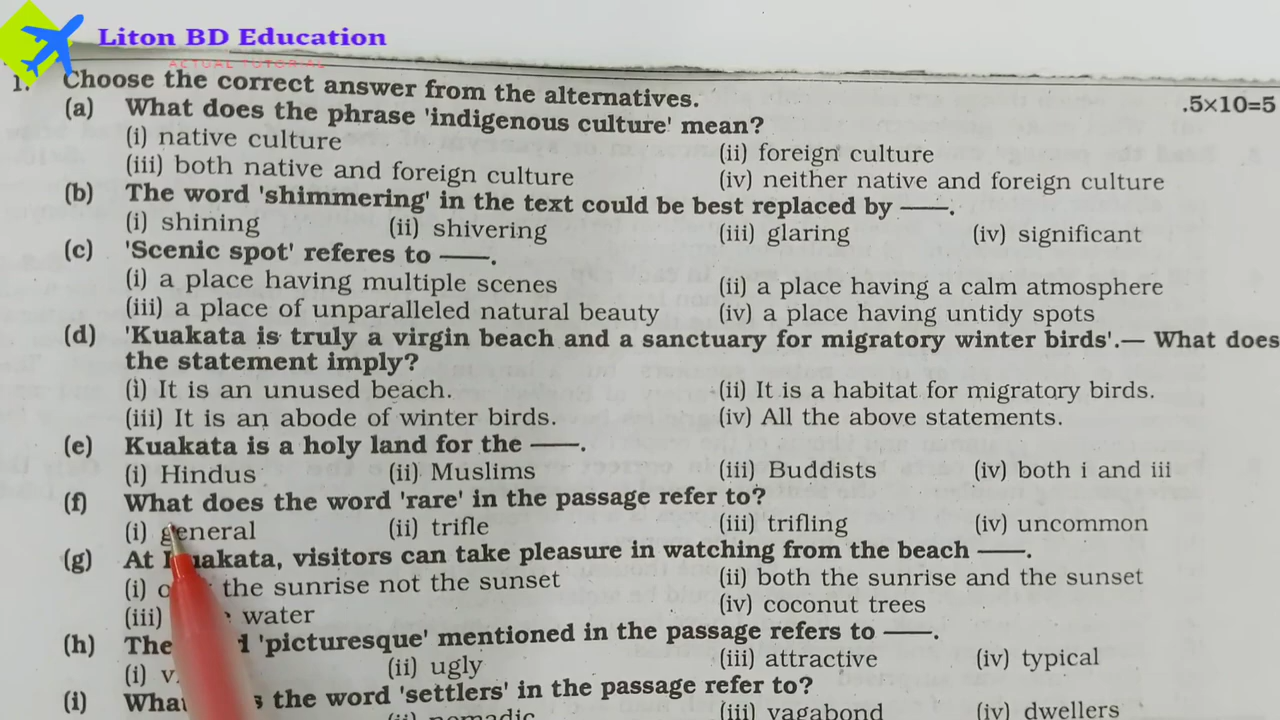 Liton BD Education
ACTUAL TUTORIAL
1. Choose the correct answer from the alternatives. .5×10=5
(a) What does the phrase 'indigenous culture' mean?
(i) native culture (ii) foreign culture
(iii) both native and foreign culture (iv) neither native and foreign culture
(b) The word 'shimmering' in the text could be best replaced by ——.
(i) shining (ii) shivering (iii) glaring (iv) significant
(c) 'Scenic spot' referes to ——.
(i) a place having multiple scenes (ii) a place having a calm atmosphere
(iii) a place of unparalleled natural beauty (iv) a place having untidy spots
(d) 'Kuakata is truly a virgin beach and a sanctuary for migratory winter birds'.— What does
the statement imply?
(i) It is an unused beach. (ii) It is a habitat for migratory birds.
(iii) It is an abode of winter birds. (iv) All the above statements.
(e) Kuakata is a holy land for the ——.
(i) Hindus (ii) Muslims (iii) Buddists (iv) both i and iii
(f) What does the word 'rare' in the passage refer to?
(i) general (ii) trifle (iii) trifling (iv) uncommon
(g) At Kuakata, visitors can take pleasure in watching from the beach ——.
(i) the sunrise not the sunset (ii) both the sunrise and the sunset
(iii) water (iv) coconut trees
(h) The 'picturesque' mentioned in the passage refers to ——.
(i) (ii) ugly (iii) attractive (iv) typical
(i) the word 'settlers' in the passage refer to?
(ii) nomadic (iii) vagabond (iv) dwellers